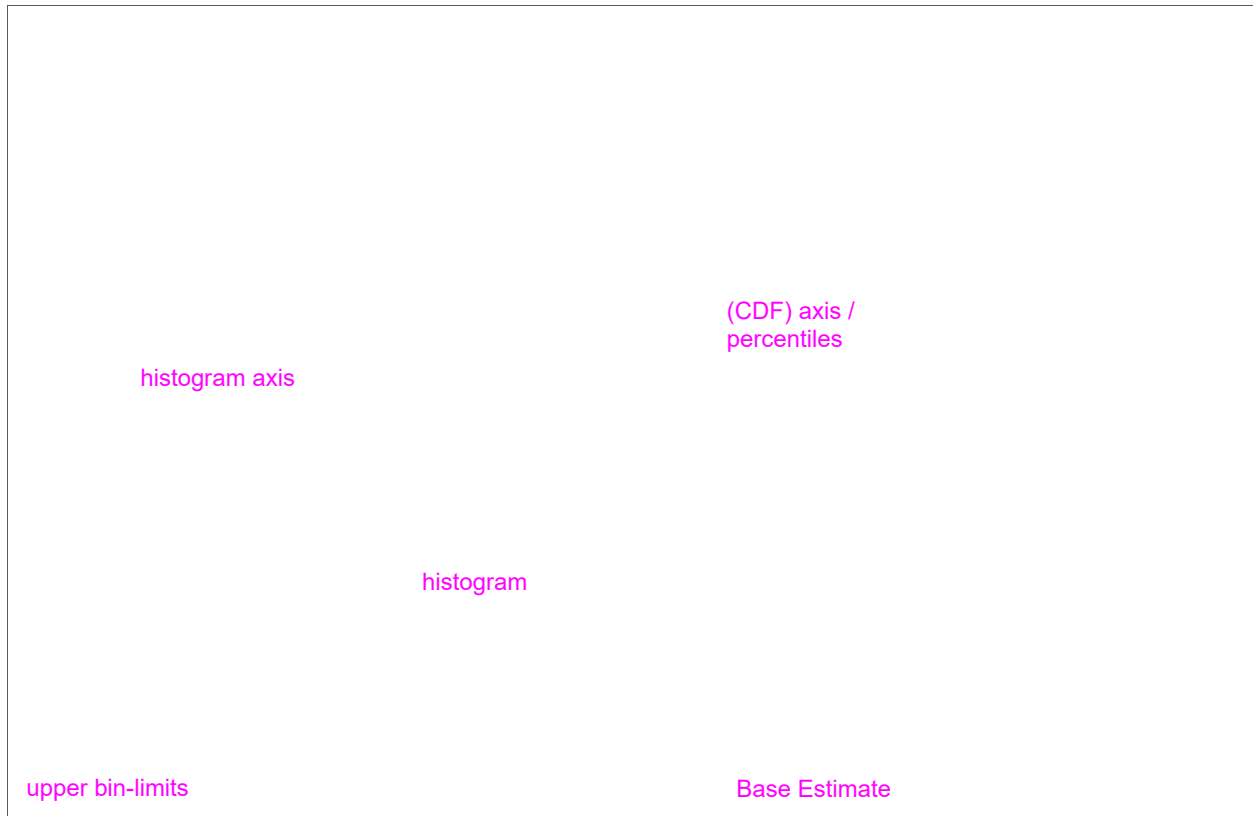 (CDF) axis /
percentiles
histogram axis
histogram
upper bin-limits
Base Estimate